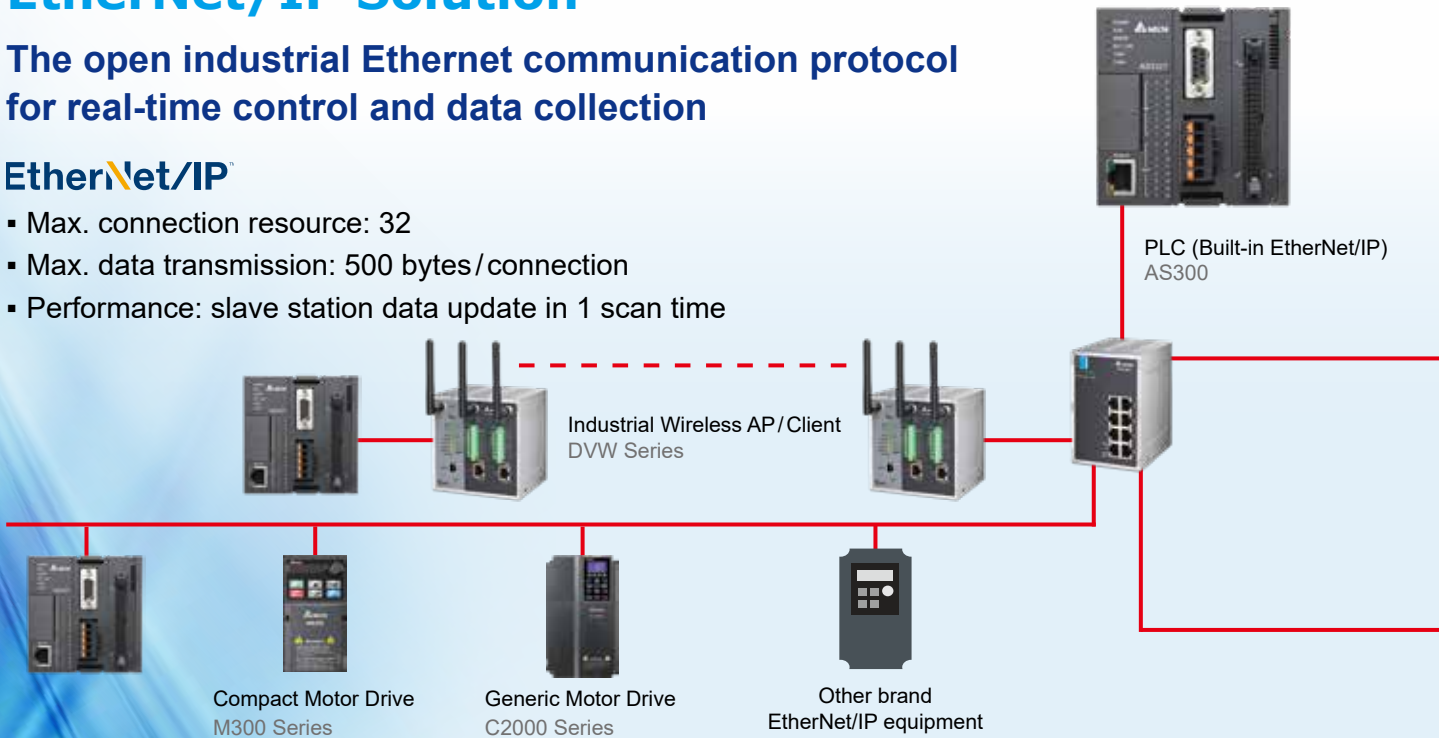 EtherNet/IP Solution
The open industrial Ethernet communication protocol
for real-time control and data collection
EtherNet/IP™
▪ Max. connection resource: 32
▪ Max. data transmission: 500 bytes/connection
▪ Performance: slave station data update in 1 scan time
PLC (Built-in EtherNet/IP)
AS300
Industrial Wireless AP/Client
DVW Series
Compact Motor Drive
M300 Series
Generic Motor Drive
C2000 Series
Other brand
EtherNet/IP equipment